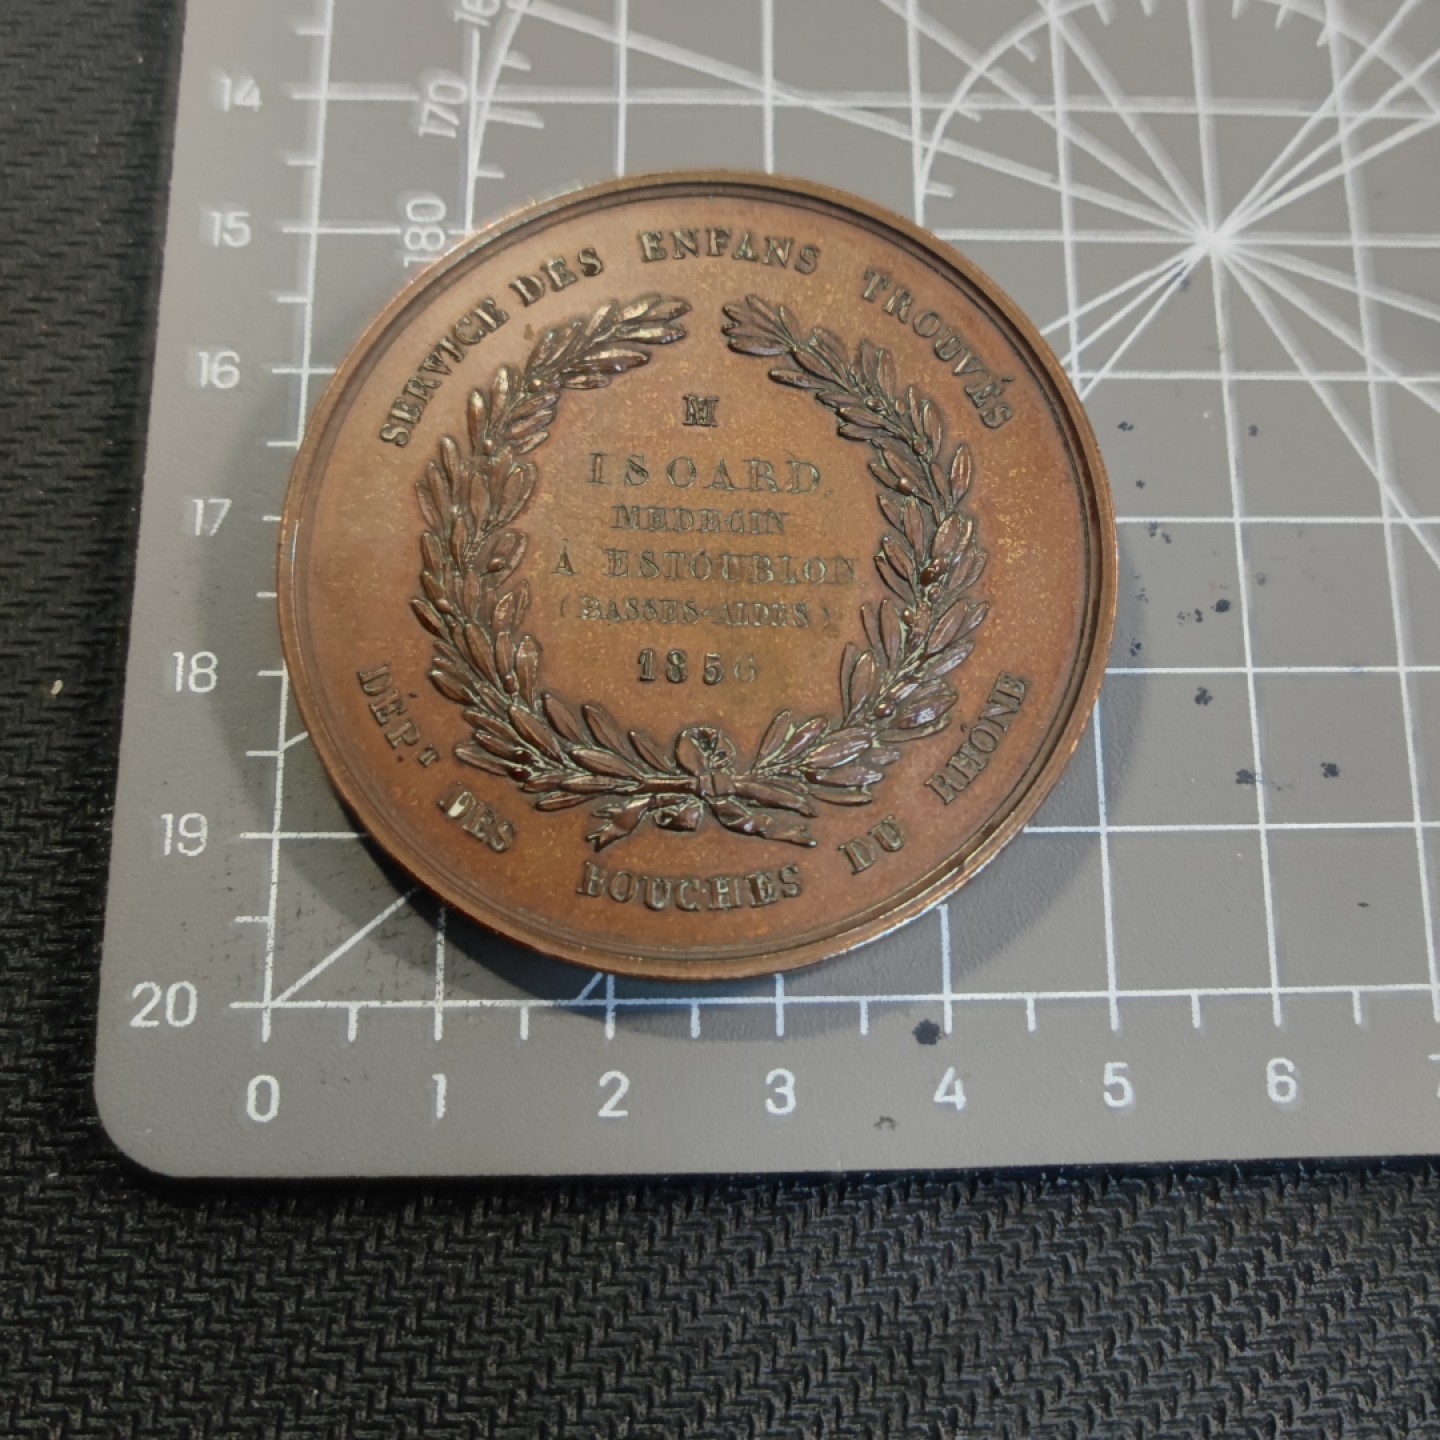 SERVICE DES ENFANS TROUVÉS
M
ISOARD
MEDECIN
À ESTOUBLON
(BASSES-ALPES)
1856
DÉP.T DES BOUCHES DU RHÔNE
14
15
16
17
18
19
20
170
180
0 1 2 3 4 5 6 7